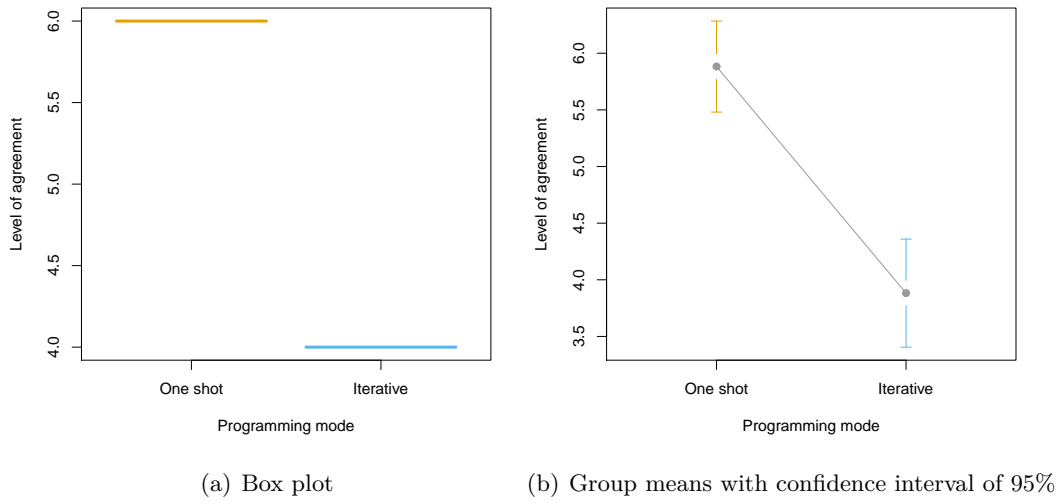 Level of agreement
6.0
5.5
5.0
4.5
4.0
One shot
Iterative
Programming mode
(a) Box plot
Level of agreement
6.0
5.5
5.0
4.5
4.0
3.5
One shot
Iterative
Programming mode
(b) Group means with confidence interval of 95%